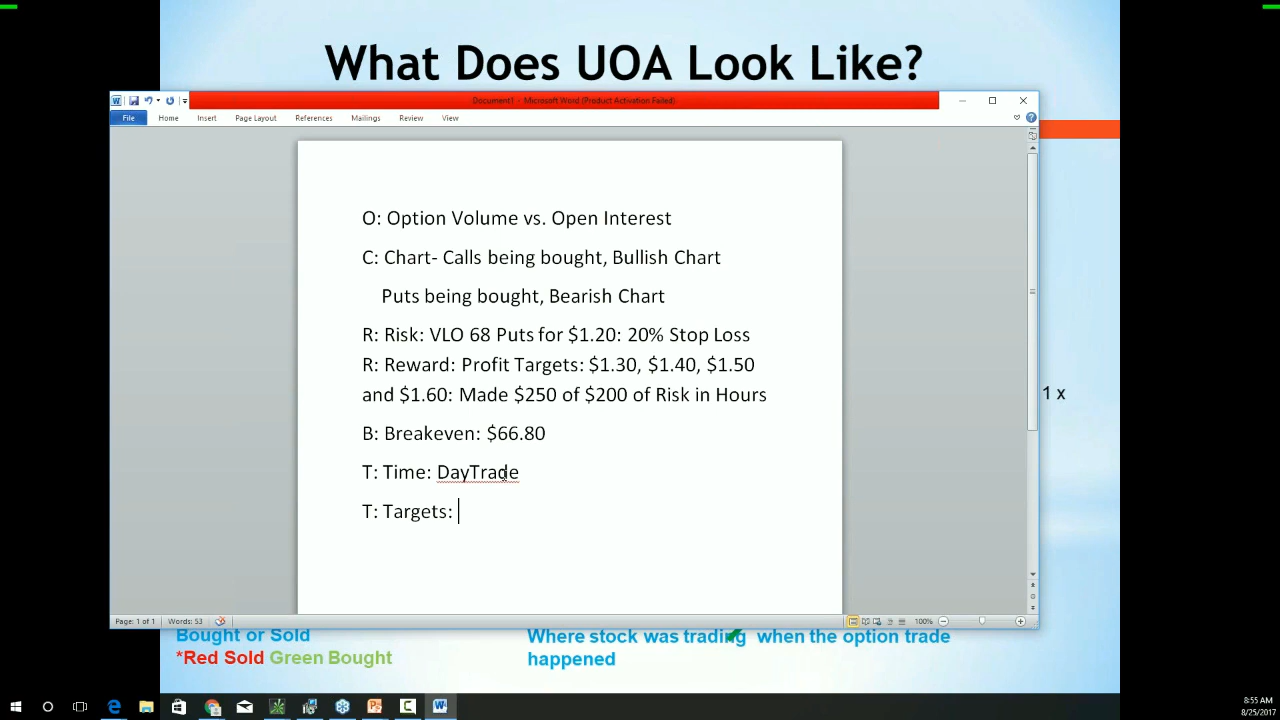 What Does UOA Look Like?
Document1 - Microsoft Word (Product Activation Failed)
File Home Insert Page Layout References Mailings Review View
O: Option Volume vs. Open Interest
C: Chart- Calls being bought, Bullish Chart
Puts being bought, Bearish Chart
R: Risk: VLO 68 Puts for $1.20: 20% Stop Loss
R: Reward: Profit Targets: $1.30, $1.40, $1.50
and $1.60: Made $250 of $200 of Risk in Hours
1 x
B: Breakeven: $66.80
T: Time: DayTrade
T: Targets:
Page: 1 of 1 Words: 53 100%
Bought or Sold
*Red Sold Green Bought
Where stock was trading when the option trade
happened
8:55 AM
8/25/2017